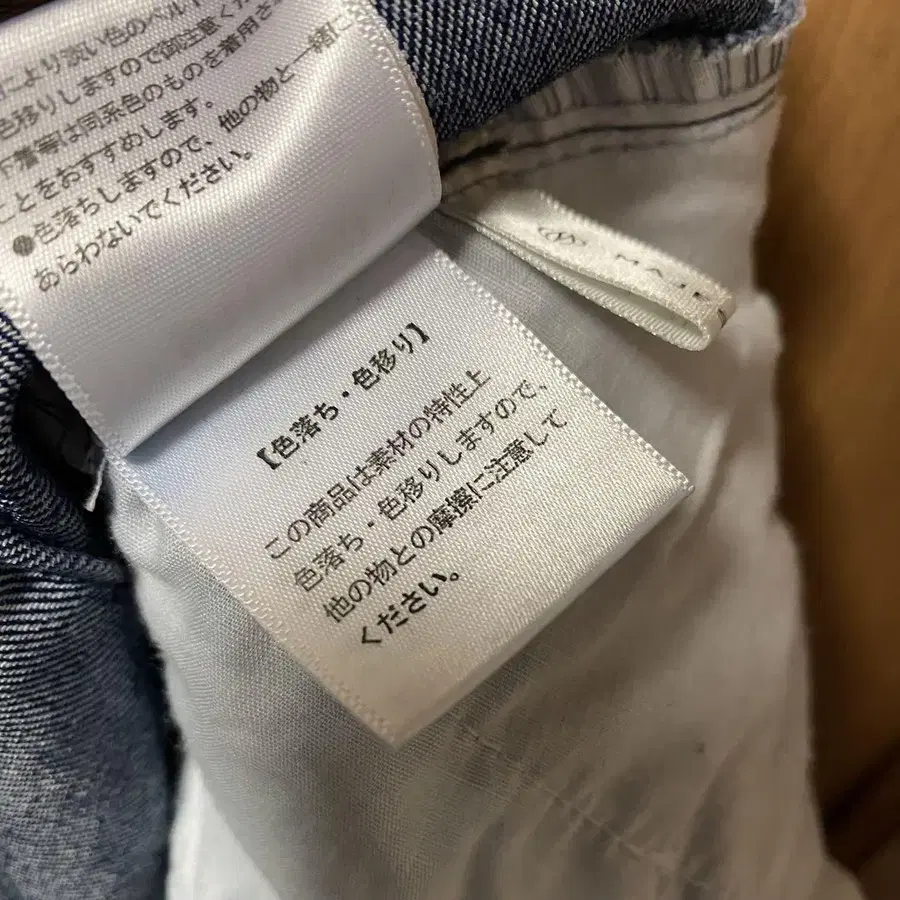 により淡い色のベルト
色移りしますので御注意くだ
下着等は同系色のものを着用さ
ことをおすすめします。
●色落ちしますので、他の物と一緒に
あらわないでください。
【色落ち・色移り】
この商品は素材の特性上
色落ち・色移りしますので、
他の物との摩擦に注意して
ください。